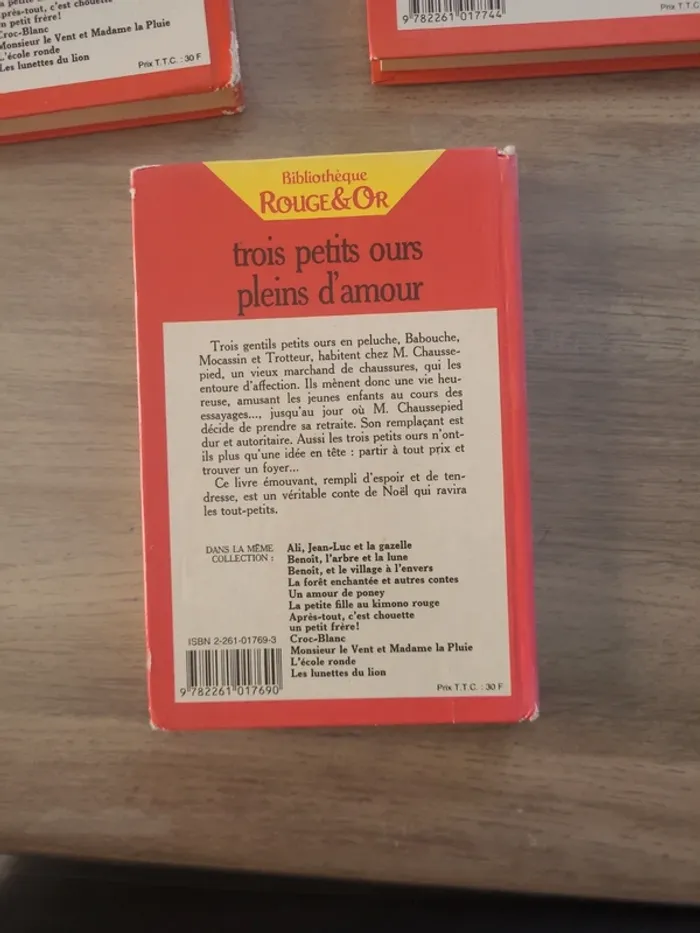 après-tout, c'est chouette
un petit frère!
Croc-Blanc
Monsieur le Vent et Madame la Pluie
L'école ronde
Les lunettes du lion
Prix T.T.C. : 30 F
9 782261 017744
Prix T.T.C. : 30 F
Bibliothèque
ROUGE&OR
trois petits ours
pleins d'amour
Trois gentils petits ours en peluche, Babouche,
Mocassin et Trotteur, habitent chez M. Chausse-
pied, un vieux marchand de chaussures, qui les
entoure d'affection. Ils mènent donc une vie heu-
reuse, amusant les jeunes enfants au cours des
essayages..., jusqu'au jour où M. Chaussepied
décide de prendre sa retraite. Son remplaçant est
dur et autoritaire. Aussi les trois petits ours n'ont-
ils plus qu'une idée en tête : partir à tout prix et
trouver un foyer...
Ce livre émouvant, rempli d'espoir et de ten-
dresse, est un véritable conte de Noël qui ravira
les tout-petits.
DANS LA MÊME
COLLECTION :
Ali, Jean-Luc et la gazelle
Benoît, l'arbre et la lune
Benoît, et le village à l'envers
La forêt enchantée et autres contes
Un amour de poney
La petite fille au kimono rouge
Après-tout, c'est chouette
un petit frère!
Croc-Blanc
Monsieur le Vent et Madame la Pluie
L'école ronde
Les lunettes du lion
ISBN 2-261-01769-3
9 782261 017690
Prix T.T.C. : 30 F